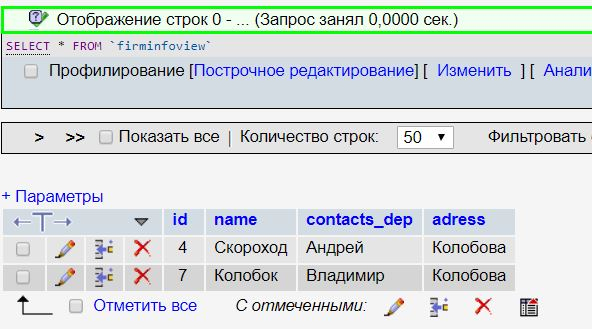 Отображение строк 0 - ... (Запрос занял 0,0000 сек.)
SELECT * FROM `firminfoview`
Профилирование [Построчное редактирование] [ Изменить ] [ Анали
> >> Показать все | Количество строк: 50 Фильтровать
+ Параметры
id name contacts_dep adress
4 Скороход Андрей Колобова
7 Колобок Владимир Колобова
Отметить все С отмеченными: